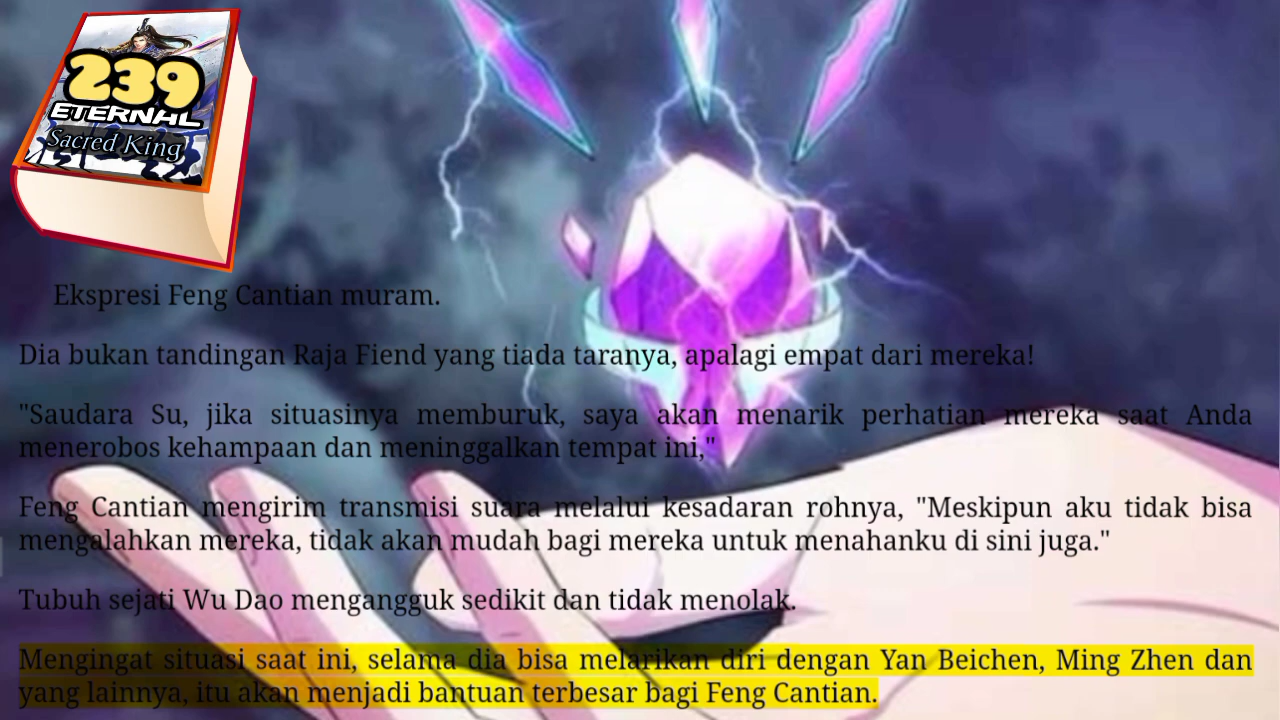 239
ETERNAL
Sacred King
Ekspresi Feng Cantian muram.
Dia bukan tandingan Raja Fiend yang tiada taranya, apalagi empat dari mereka!
"Saudara Su, jika situasinya memburuk, saya akan menarik perhatian mereka saat Anda
menerobos kehampaan dan meninggalkan tempat ini,"
Feng Cantian mengirim transmisi suara melalui kesadaran rohnya, "Meskipun aku tidak bisa
mengalahkan mereka, tidak akan mudah bagi mereka untuk menahanku di sini juga."
Tubuh sejati Wu Dao mengangguk sedikit dan tidak menolak.
Mengingat situasi saat ini, selama dia bisa melarikan diri dengan Yan Beichen, Ming Zhen dan
yang lainnya, itu akan menjadi bantuan terbesar bagi Feng Cantian.